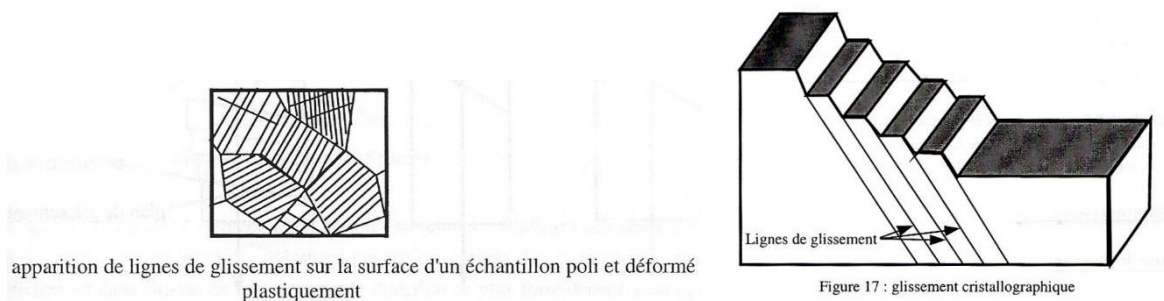 apparition de lignes de glissement sur la surface d'un échantillon poli et déformé
plastiquement
Lignes de glissement
Figure 17 : glissement cristallographique